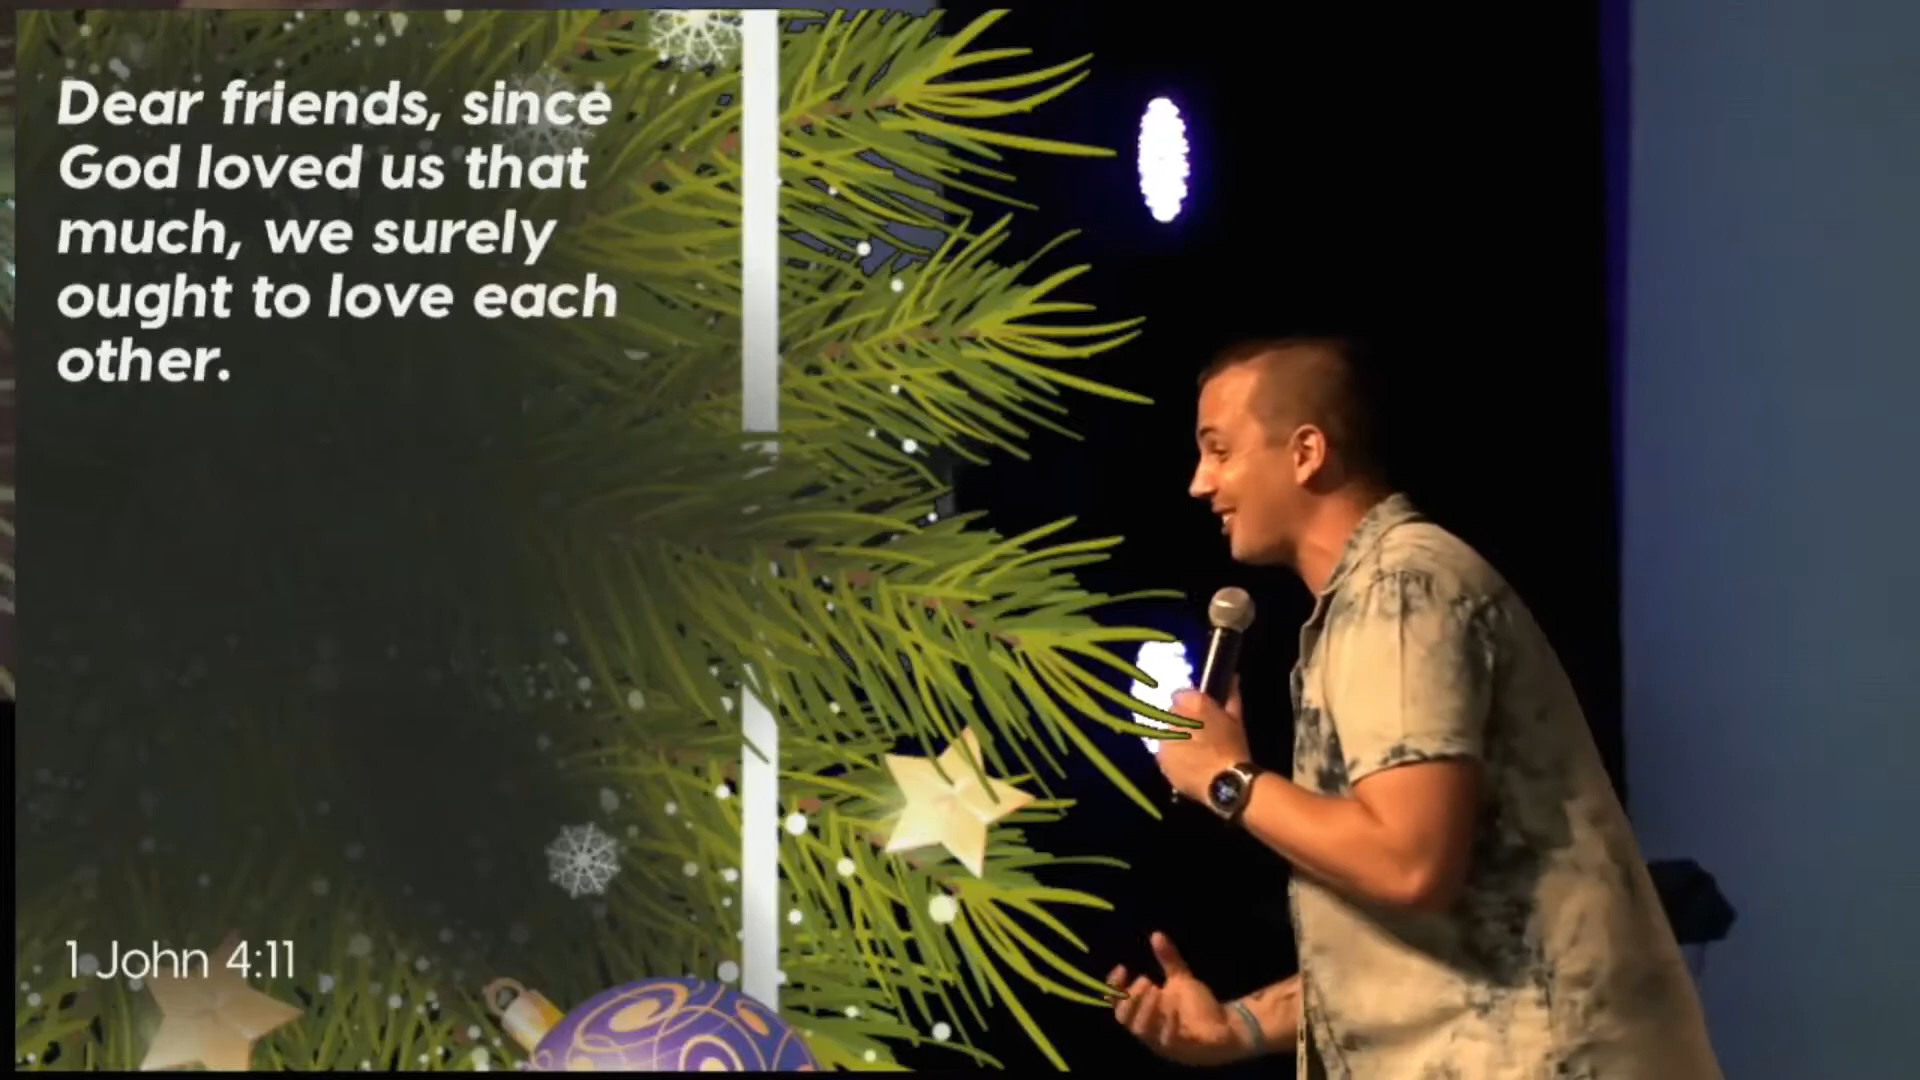 Dear friends, since
God loved us that
much, we surely
ought to love each
other.
1 John 4:11